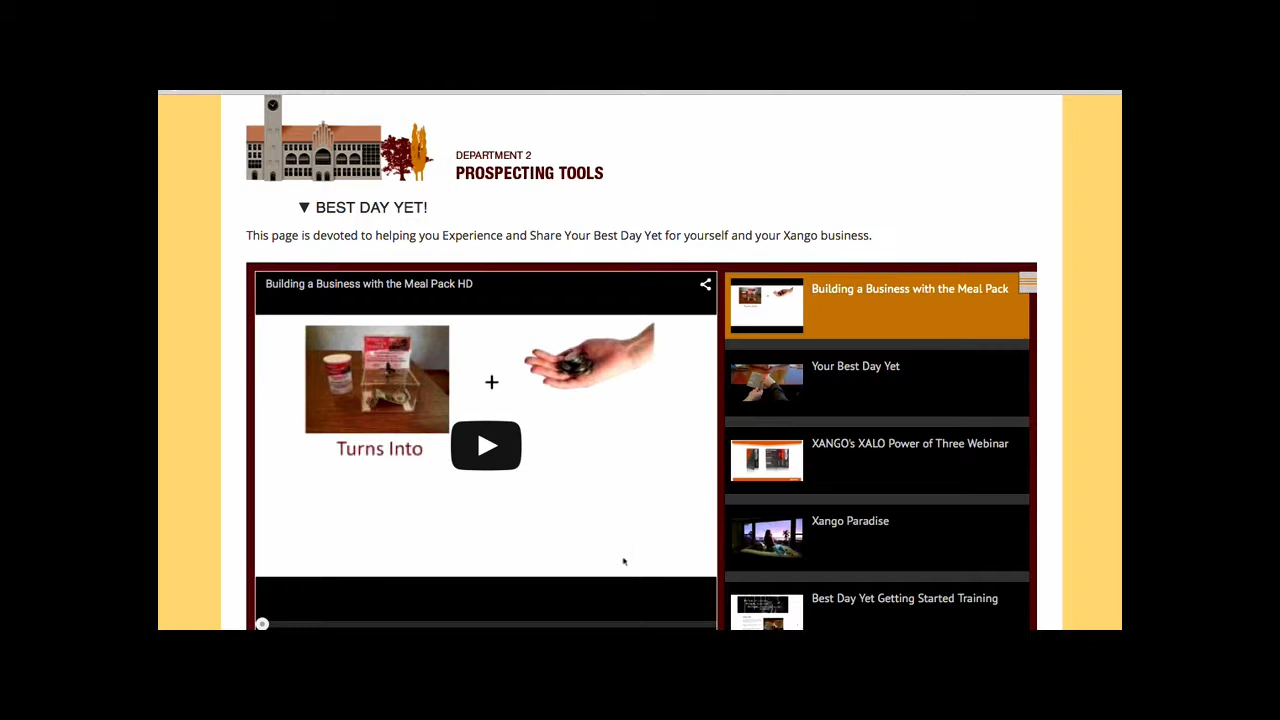 DEPARTMENT 2
PROSPECTING TOOLS
▼ BEST DAY YET!
This page is devoted to helping you Experience and Share Your Best Day Yet for yourself and your Xango business.
Building a Business with the Meal Pack HD
+
Turns Into
Building a Business with the Meal Pack
Your Best Day Yet
XANGO's XALO Power of Three Webinar
Xango Paradise
Best Day Yet Getting Started Training